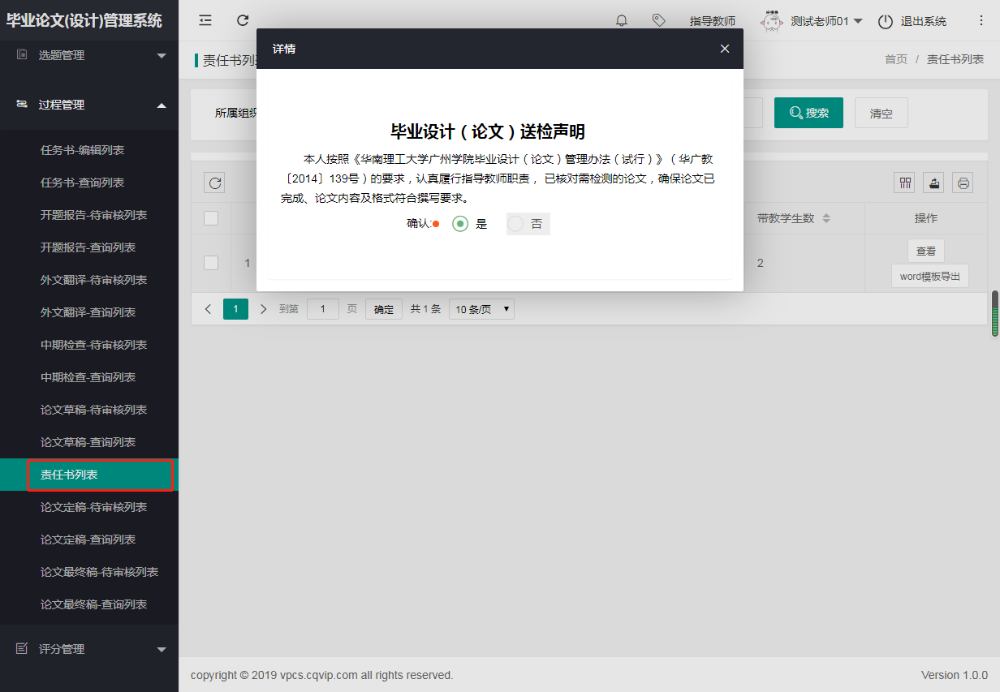 毕业论文(设计)管理系统
指导教师
测试老师01
退出系统
选题管理
过程管理
任务书-编辑列表
任务书-查询列表
开题报告-待审核列表
开题报告-查询列表
外文翻译-待审核列表
外文翻译-查询列表
中期检查-待审核列表
中期检查-查询列表
论文草稿-待审核列表
论文草稿-查询列表
责任书列表
论文定稿-待审核列表
论文定稿-查询列表
论文最终稿-待审核列表
论文最终稿-查询列表
评分管理
责任书列
首页 / 责任书列表
所属组织
搜索
清空
详情
毕业设计（论文）送检声明
本人按照《华南理工大学广州学院毕业设计（论文）管理办法（试行）》（华广教
〔2014〕139号）的要求，认真履行指导教师职责， 已核对需检测的论文，确保论文已
完成、论文内容及格式符合撰写要求。
确认: 是 否
带教学生数
操作
1
2
查看
word模板导出
1 到第 1 页 确定 共 1 条 10 条/页
copyright © 2019 vpcs.cqvip.com all rights reserved.
Version 1.0.0